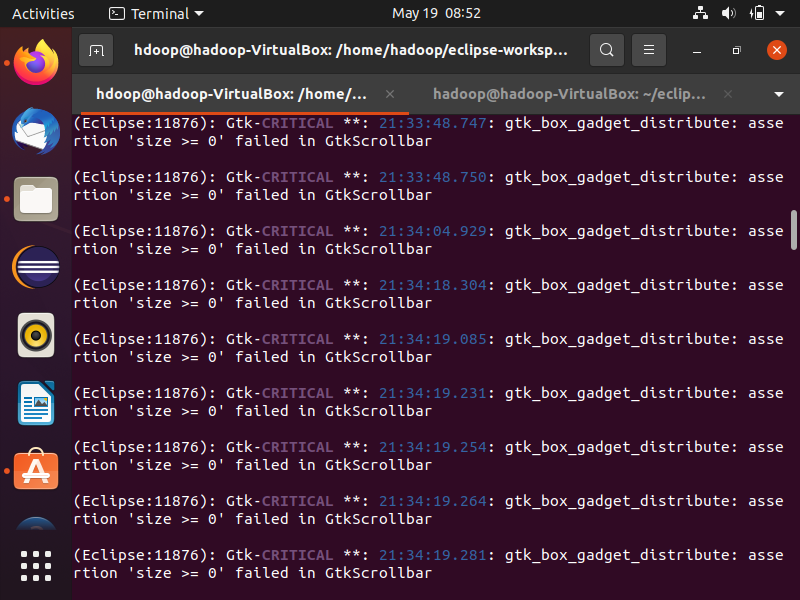 Activities Terminal May 19 08:52
hdoop@hadoop-VirtualBox: /home/hadoop/eclipse-worksp...
hdoop@hadoop-VirtualBox: /home/... hadoop@hadoop-VirtualBox: ~/eclip...
(Eclipse:11876): Gtk-CRITICAL **: 21:33:48.747: gtk_box_gadget_distribute: asse
rtion 'size >= 0' failed in GtkScrollbar
(Eclipse:11876): Gtk-CRITICAL **: 21:33:48.750: gtk_box_gadget_distribute: asse
rtion 'size >= 0' failed in GtkScrollbar
(Eclipse:11876): Gtk-CRITICAL **: 21:34:04.929: gtk_box_gadget_distribute: asse
rtion 'size >= 0' failed in GtkScrollbar
(Eclipse:11876): Gtk-CRITICAL **: 21:34:18.304: gtk_box_gadget_distribute: asse
rtion 'size >= 0' failed in GtkScrollbar
(Eclipse:11876): Gtk-CRITICAL **: 21:34:19.085: gtk_box_gadget_distribute: asse
rtion 'size >= 0' failed in GtkScrollbar
(Eclipse:11876): Gtk-CRITICAL **: 21:34:19.231: gtk_box_gadget_distribute: asse
rtion 'size >= 0' failed in GtkScrollbar
(Eclipse:11876): Gtk-CRITICAL **: 21:34:19.254: gtk_box_gadget_distribute: asse
rtion 'size >= 0' failed in GtkScrollbar
(Eclipse:11876): Gtk-CRITICAL **: 21:34:19.264: gtk_box_gadget_distribute: asse
rtion 'size >= 0' failed in GtkScrollbar
(Eclipse:11876): Gtk-CRITICAL **: 21:34:19.281: gtk_box_gadget_distribute: asse
rtion 'size >= 0' failed in GtkScrollbar